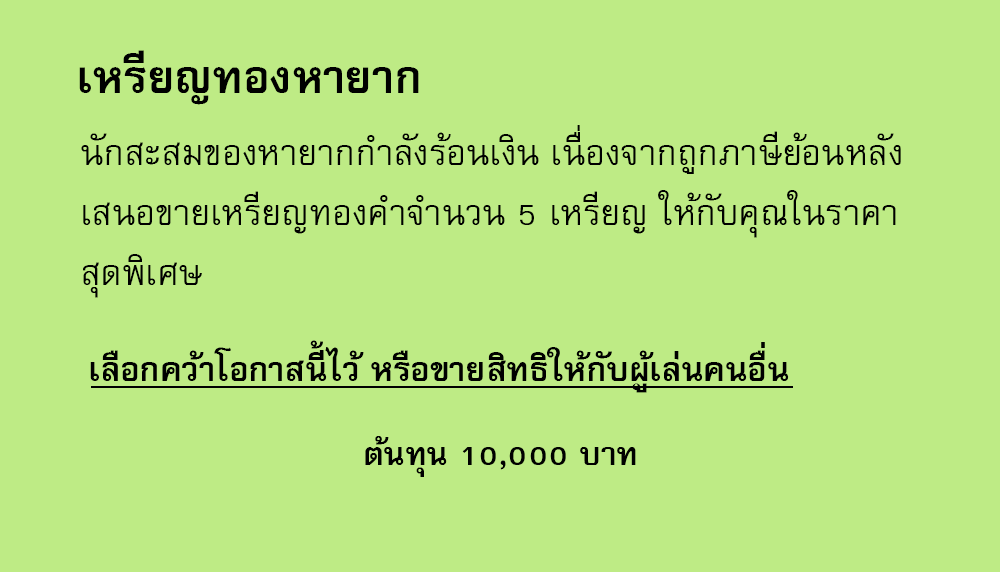 เหรียญทองหายาก
นักสะสมของหายากกำลังร้อนเงิน เนื่องจากถูกภาษีย้อนหลัง
เสนอขายเหรียญทองคำจำนวน 5 เหรียญ ให้กับคุณในราคา
สุดพิเศษ
เลือกคว้าโอกาสนี้ไว้ หรือขายสิทธิให้กับผู้เล่นคนอื่น
ต้นทุน 10,000 บาท